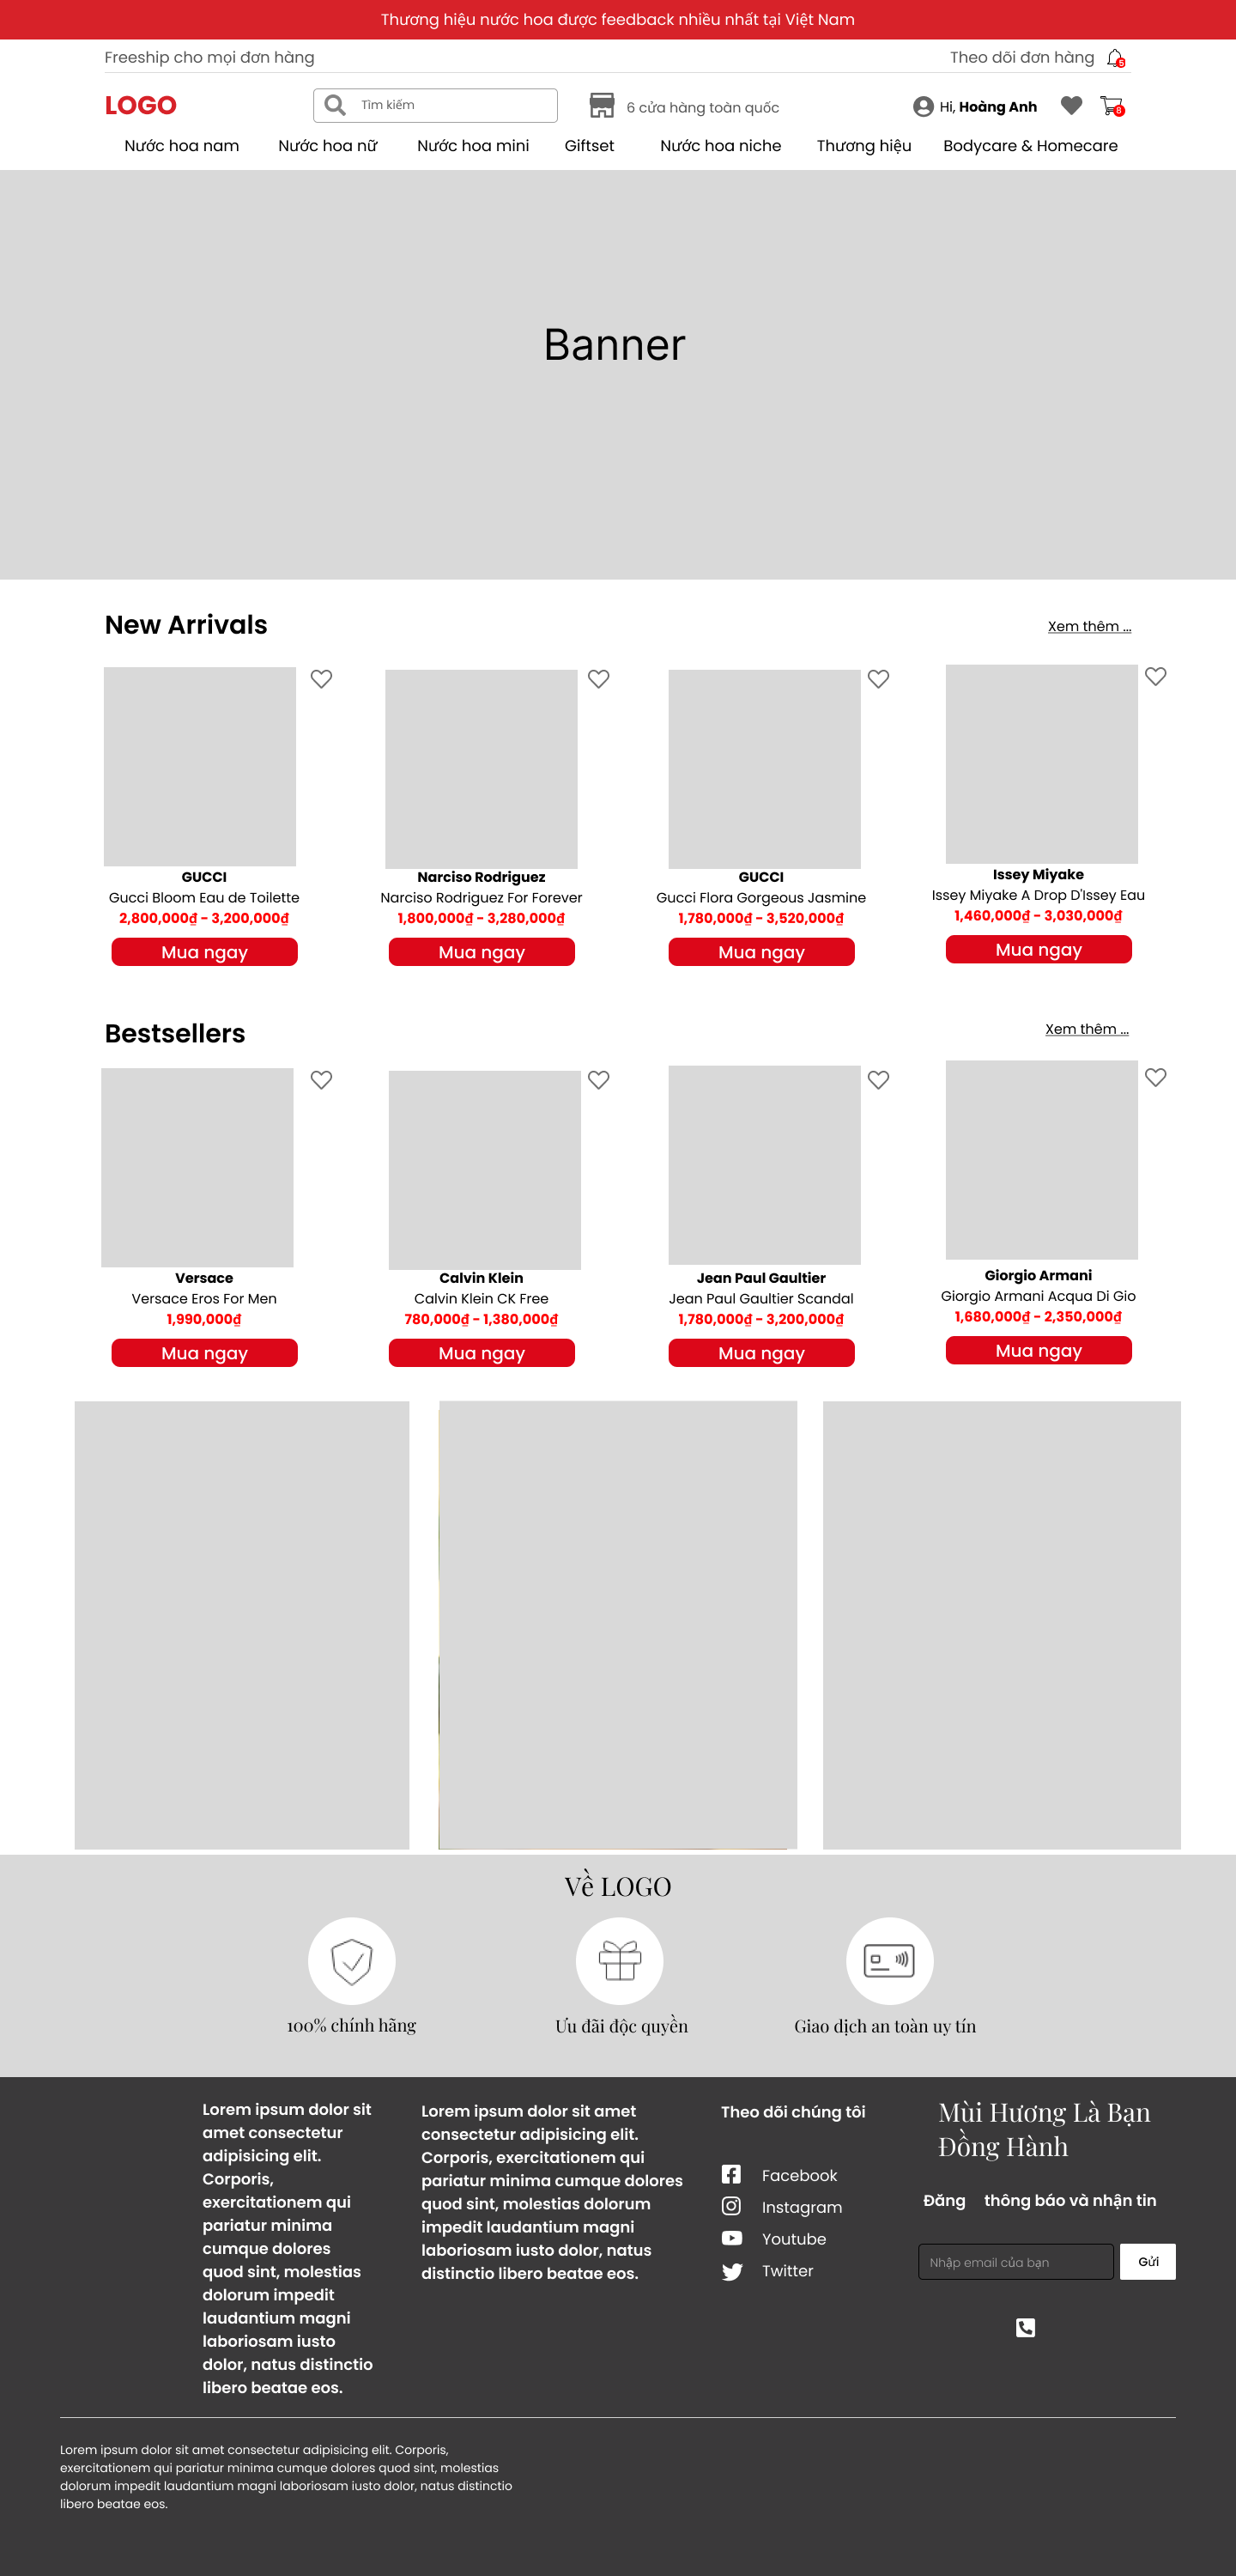 Thương hiệu nước hoa được feedback nhiều nhất tại Việt Nam
Freeship cho mọi đơn hàng
Theo dõi đơn hàng
5
LOGO
Tìm kiếm
6 cửa hàng toàn quốc
Hi, Hoàng Anh
8
Nước hoa nam
Nước hoa nữ
Nước hoa mini
Giftset
Nước hoa niche
Thương hiệu
Bodycare & Homecare
Banner
New Arrivals
Xem thêm ...
GUCCI
Gucci Bloom Eau de Toilette
2,800,000₫ - 3,200,000₫
Mua ngay
Narciso Rodriguez
Narciso Rodriguez For Forever
1,800,000₫ - 3,280,000₫
Mua ngay
GUCCI
Gucci Flora Gorgeous Jasmine
1,780,000₫ - 3,520,000₫
Mua ngay
Issey Miyake
Issey Miyake A Drop D'Issey Eau
1,460,000₫ - 3,030,000₫
Mua ngay
Bestsellers
Xem thêm ...
Versace
Versace Eros For Men
1,990,000₫
Mua ngay
Calvin Klein
Calvin Klein CK Free
780,000₫ - 1,380,000₫
Mua ngay
Jean Paul Gaultier
Jean Paul Gaultier Scandal
1,780,000₫ - 3,200,000₫
Mua ngay
Giorgio Armani
Giorgio Armani Acqua Di Gio
1,680,000₫ - 2,350,000₫
Mua ngay
Về LOGO
100% chính hãng
Ưu đãi độc quyền
Giao dịch an toàn uy tín
Lorem ipsum dolor sit
amet consectetur
adipisicing elit.
Corporis,
exercitationem qui
pariatur minima
cumque dolores
quod sint, molestias
dolorum impedit
laudantium magni
laboriosam iusto
dolor, natus distinctio
libero beatae eos.
Lorem ipsum dolor sit amet
consectetur adipisicing elit.
Corporis, exercitationem qui
pariatur minima cumque dolores
quod sint, molestias dolorum
impedit laudantium magni
laboriosam iusto dolor, natus
distinctio libero beatae eos.
Theo dõi chúng tôi
Facebook
Instagram
Youtube
Twitter
Mùi Hương Là Bạn
Đồng Hành
Đăng thông báo và nhận tin
Nhập email của bạn
Gửi
Lorem ipsum dolor sit amet consectetur adipisicing elit. Corporis,
exercitationem qui pariatur minima cumque dolores quod sint, molestias
dolorum impedit laudantium magni laboriosam iusto dolor, natus distinctio
libero beatae eos.